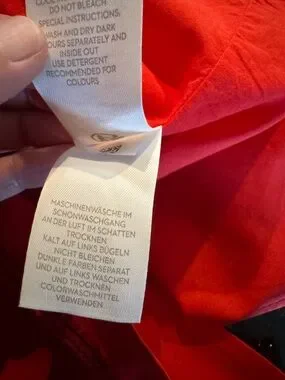 DO NOT BLEACH
SPECIAL INSTRUCTIONS,
WASH AND DRY DARK
COLOURS SEPARATELY AND
INSIDE OUT
USE DETERGENT
RECOMMENDED FOR
COLOURS
MASCHINENWÄSCHE IM
SCHONWASCHGANG
AN DER LUFT IM SCHATTEN
TROCKNEN
KALT AUF LINKS BÜGELN
NICHT BLEICHEN
DUNKLE FARBEN SEPARAT
UND AUF LINKS WASCHEN
UND TROCKNEN
COLORWASCHMITTEL
VERWENDEN